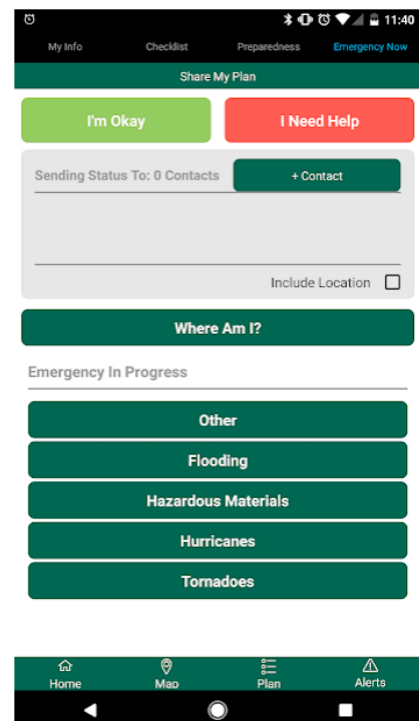 11:40
My Info Checklist Preparedness Emergency Now
Share My Plan
I'm Okay I Need Help
Sending Status To: 0 Contacts + Contact
Include Location
Where Am I?
Emergency In Progress
Other
Flooding
Hazardous Materials
Hurricanes
Tornadoes
Home Map Plan Alerts